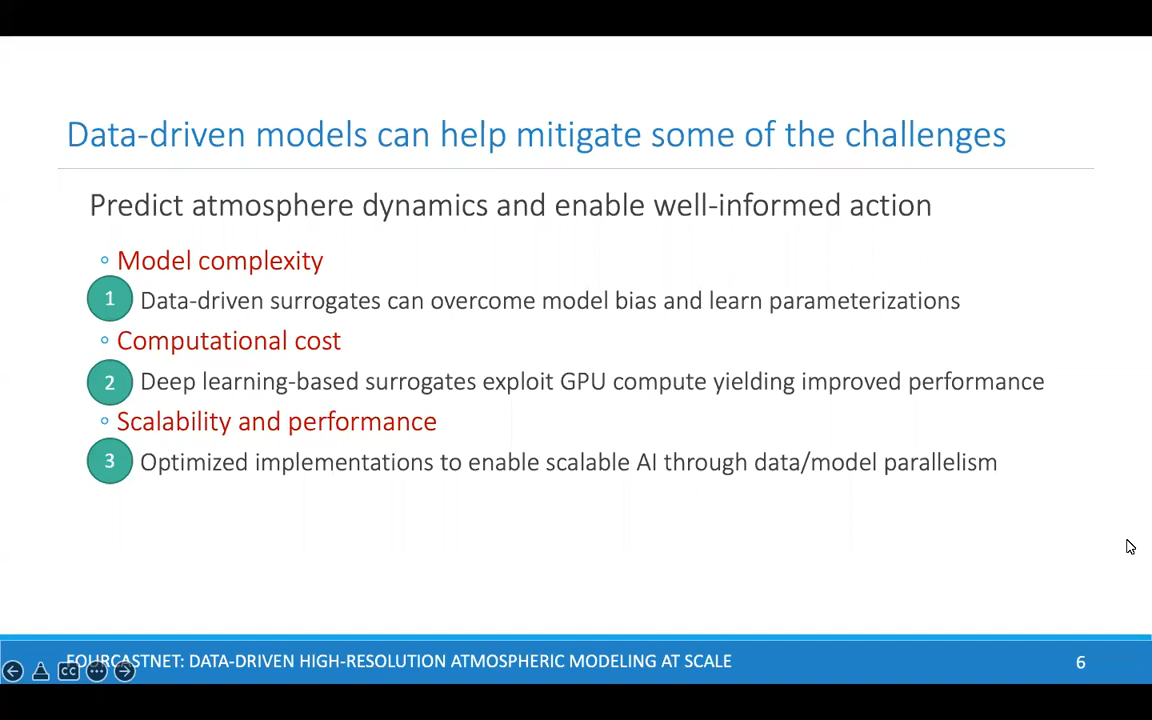 Data-driven models can help mitigate some of the challenges
Predict atmosphere dynamics and enable well-informed action
◦ Model complexity
1 Data-driven surrogates can overcome model bias and learn parameterizations
◦ Computational cost
2 Deep learning-based surrogates exploit GPU compute yielding improved performance
◦ Scalability and performance
3 Optimized implementations to enable scalable AI through data/model parallelism
FOURCASTNET: DATA-DRIVEN HIGH-RESOLUTION ATMOSPHERIC MODELING AT SCALE
6
CC